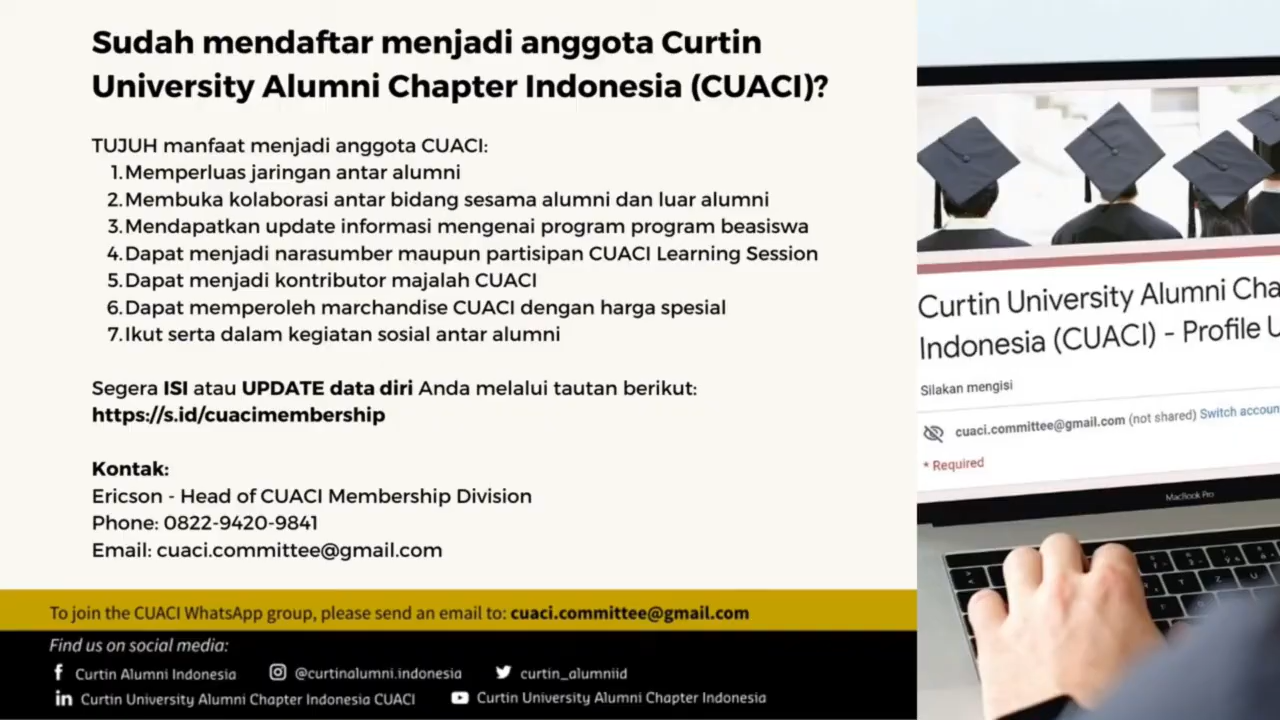 Sudah mendaftar menjadi anggota Curtin
University Alumni Chapter Indonesia (CUACI)?
TUJUH manfaat menjadi anggota CUACI:
1. Memperluas jaringan antar alumni
2. Membuka kolaborasi antar bidang sesama alumni dan luar alumni
3. Mendapatkan update informasi mengenai program program beasiswa
4. Dapat menjadi narasumber maupun partisipan CUACI Learning Session
5. Dapat menjadi kontributor majalah CUACI
6. Dapat memperoleh marchandise CUACI dengan harga spesial
7. Ikut serta dalam kegiatan sosial antar alumni
Segera ISI atau UPDATE data diri Anda melalui tautan berikut:
https://s.id/cuacimembership
Kontak:
Ericson - Head of CUACI Membership Division
Phone: 0822-9420-9841
Email: cuaci.committee@gmail.com
To join the CUACI WhatsApp group, please send an email to: cuaci.committee@gmail.com
Find us on social media:
Curtin Alumni Indonesia @curtinalumni.indonesia curtin_alumniid
Curtin University Alumni Chapter Indonesia CUACI Curtin University Alumni Chapter Indonesia
Curtin University Alumni Cha
Indonesia (CUACI) - Profile U
Silakan mengisi
cuaci.committee@gmail.com (not shared) Switch accoun
* Required
MacBook Pro